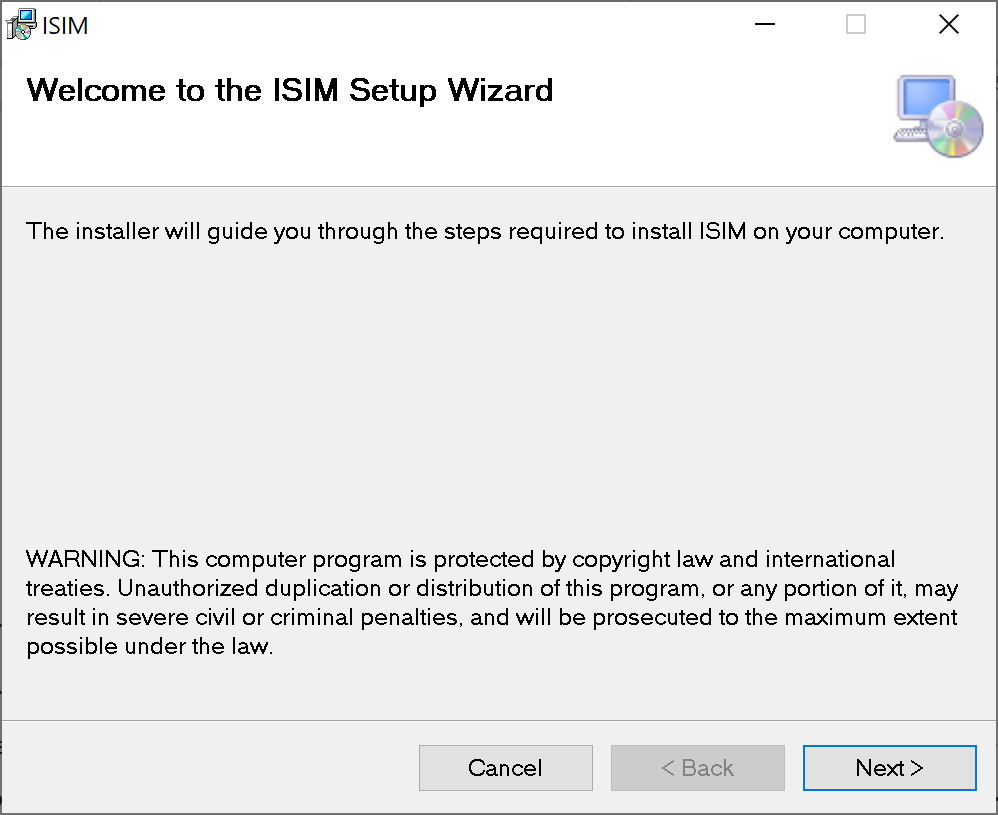 ISIM
Welcome to the ISIM Setup Wizard
The installer will guide you through the steps required to install ISIM on your computer.
WARNING: This computer program is protected by copyright law and international
treaties. Unauthorized duplication or distribution of this program, or any portion of it, may
result in severe civil or criminal penalties, and will be prosecuted to the maximum extent
possible under the law.
Cancel
< Back
Next >